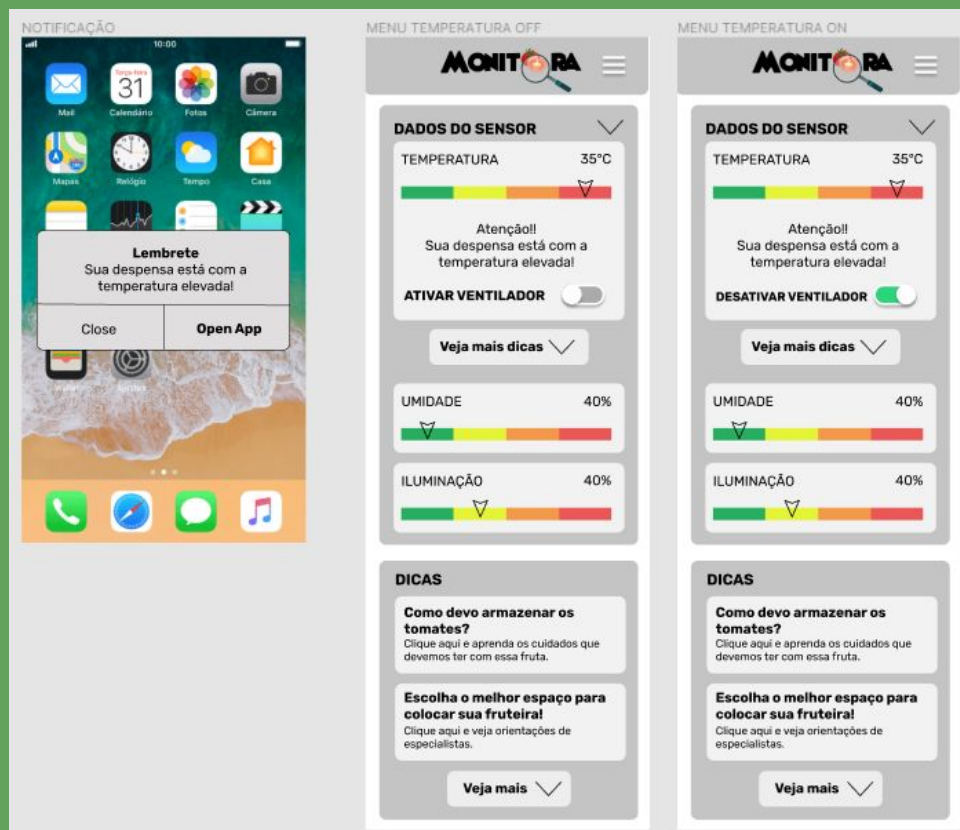 NOTIFICAÇÃO
10:00
Terça-feira
31
Mail
Calendário
Fotos
Câmera
Mapas
Relógio
Tempo
Casa
Lembrete
Sua despensa está com a
temperatura elevada!
Close
Open App
MENU TEMPERATURA OFF
MONITORA
DADOS DO SENSOR
TEMPERATURA 35°C
Atenção!!
Sua despensa está com a
temperatura elevada!
ATIVAR VENTILADOR
Veja mais dicas
UMIDADE 40%
ILUMINAÇÃO 40%
DICAS
Como devo armazenar os
tomates?
Clique aqui e aprenda os cuidados que
devemos ter com essa fruta.
Escolha o melhor espaço para
colocar sua fruteira!
Clique aqui e veja orientações de
especialistas.
Veja mais
MENU TEMPERATURA ON
MONITORA
DADOS DO SENSOR
TEMPERATURA 35°C
Atenção!!
Sua despensa está com a
temperatura elevada!
DESATIVAR VENTILADOR
Veja mais dicas
UMIDADE 40%
ILUMINAÇÃO 40%
DICAS
Como devo armazenar os
tomates?
Clique aqui e aprenda os cuidados que
devemos ter com essa fruta.
Escolha o melhor espaço para
colocar sua fruteira!
Clique aqui e veja orientações de
especialistas.
Veja mais